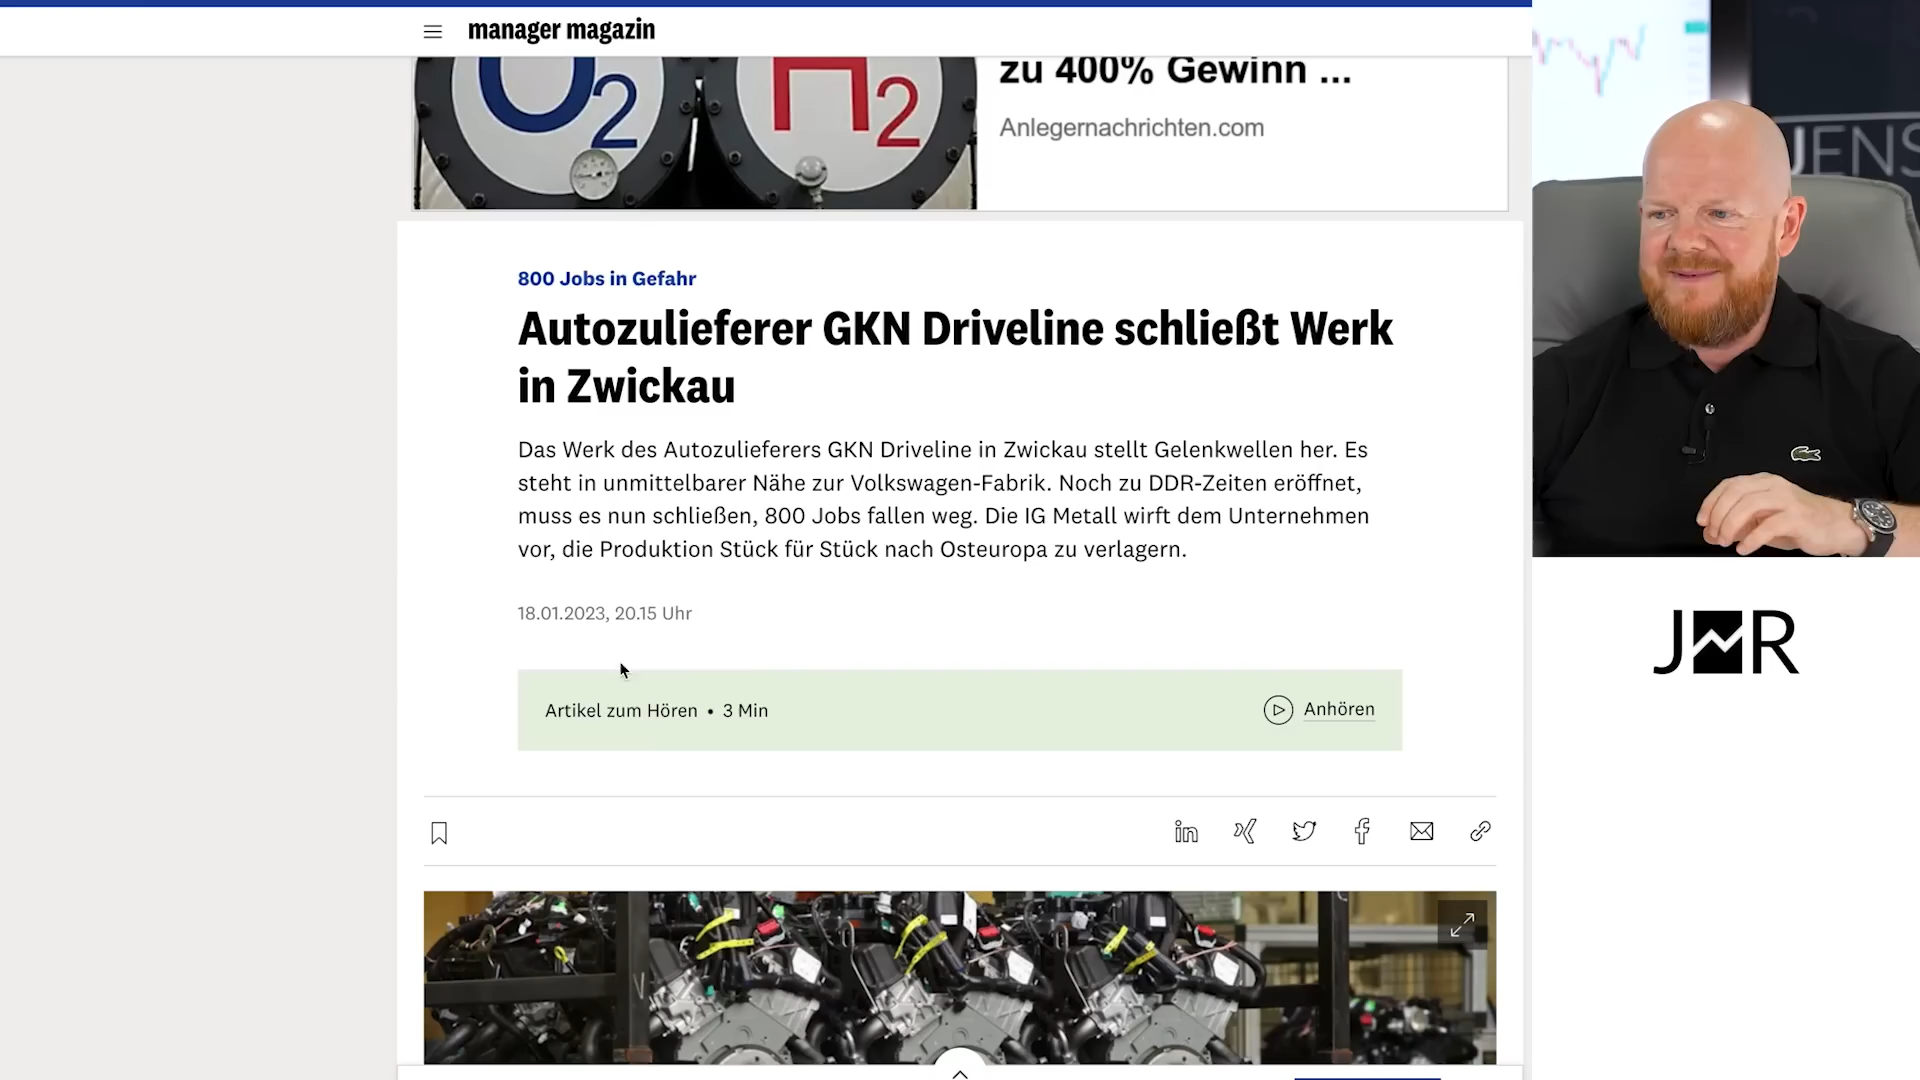 manager magazin
O2
H2
zu 400% Gewinn ...
Anlegernachrichten.com
JENS
800 Jobs in Gefahr
Autozulieferer GKN Driveline schließt Werk
in Zwickau
Das Werk des Autozulieferers GKN Driveline in Zwickau stellt Gelenkwellen her. Es
steht in unmittelbarer Nähe zur Volkswagen-Fabrik. Noch zu DDR-Zeiten eröffnet,
muss es nun schließen, 800 Jobs fallen weg. Die IG Metall wirft dem Unternehmen
vor, die Produktion Stück für Stück nach Osteuropa zu verlagern.
18.01.2023, 20.15 Uhr
Artikel zum Hören • 3 Min
Anhören
J R